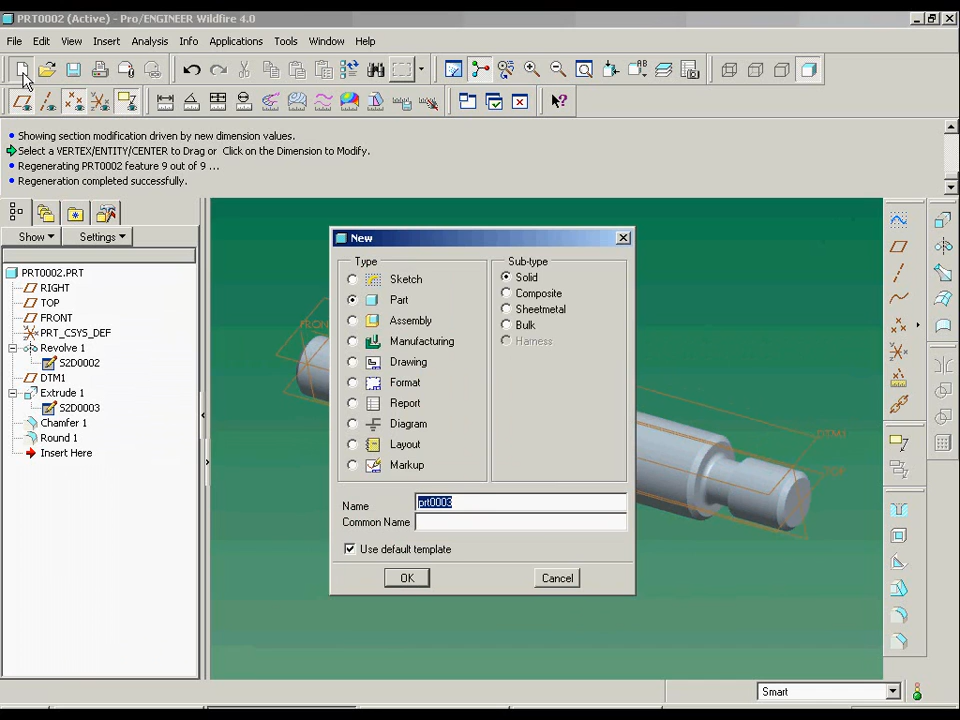 PRT0002 (Active) - Pro/ENGINEER Wildfire 4.0
File Edit View Insert Analysis Info Applications Tools Window Help
Showing section modification driven by new dimension values.
Select a VERTEX/ENTITY/CENTER to Drag or Click on the Dimension to Modify.
Regenerating PRT0002 feature 9 out of 9 ...
Regeneration completed successfully.
Show Settings
PRT0002.PRT
RIGHT
TOP
FRONT
PRT_CSYS_DEF
Revolve 1
S2D0002
DTM1
Extrude 1
S2D0003
Chamfer 1
Round 1
Insert Here
FRON
DTM1
TOP
New
Type
Sketch
Part
Assembly
Manufacturing
Drawing
Format
Report
Diagram
Layout
Markup
Sub-type
Solid
Composite
Sheetmetal
Bulk
Harness
Name prt0003
Common Name
Use default template
OK Cancel
Smart